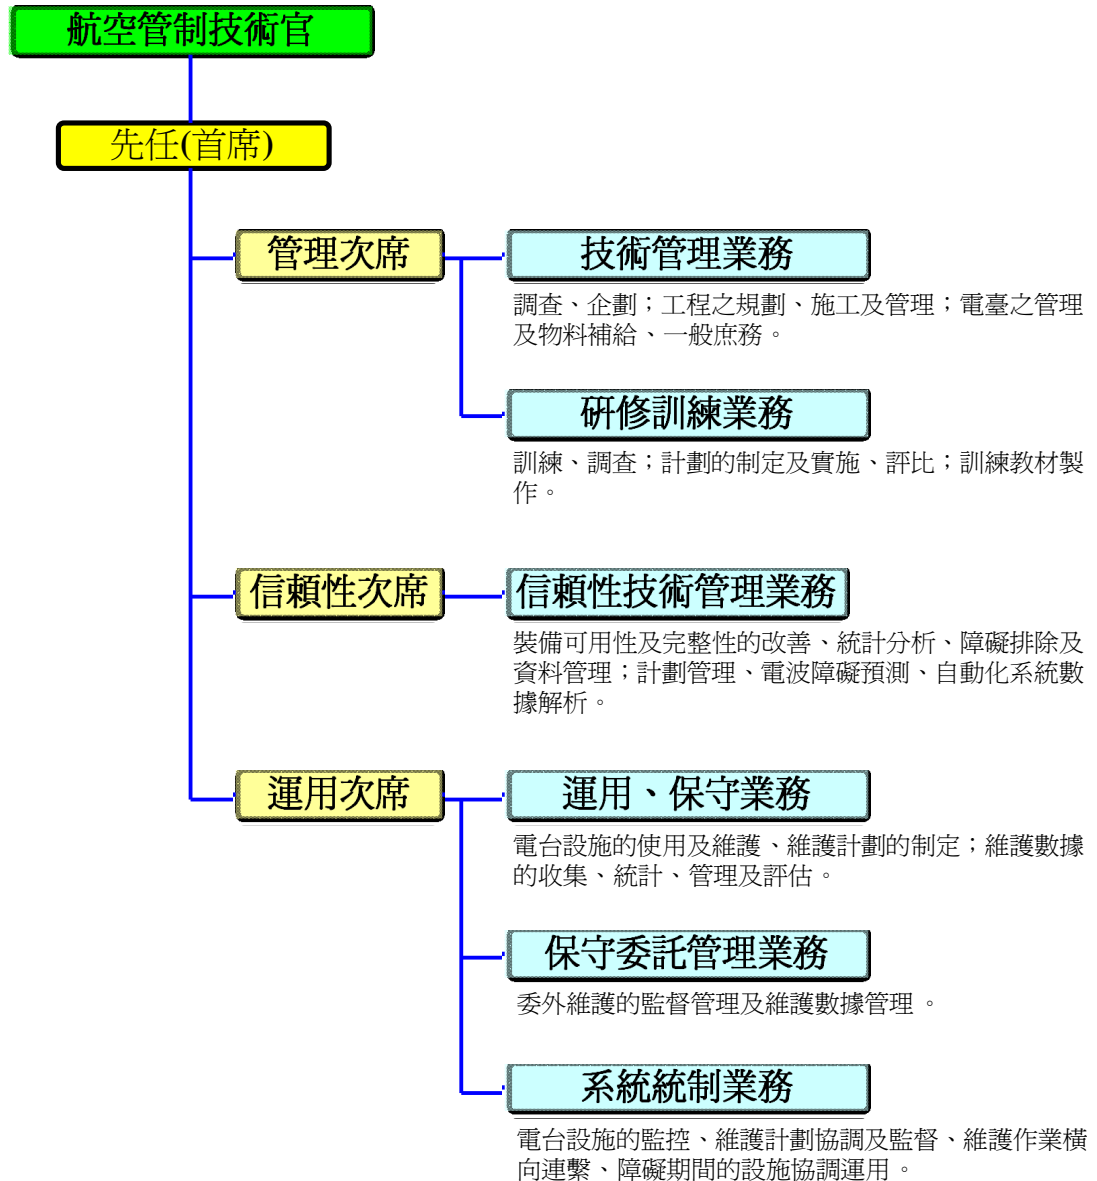 航空管制技術官
先任(首席)
管理次席
技術管理業務
調查、企劃；工程之規劃、施工及管理；電臺之管理
及物料補給、一般庶務。
研修訓練業務
訓練、調查；計劃的制定及實施、評比；訓練教材製
作。
信賴性次席
信賴性技術管理業務
裝備可用性及完整性的改善、統計分析、障礙排除及
資料管理；計劃管理、電波障礙預測、自動化系統數
據解析。
運用次席
運用、保守業務
電台設施的使用及維護、維護計劃的制定；維護數據
的收集、統計、管理及評估。
保守委託管理業務
委外維護的監督管理及維護數據管理。
系統統制業務
電台設施的監控、維護計劃協調及監督、維護作業橫
向連繫、障礙期間的設施協調運用。